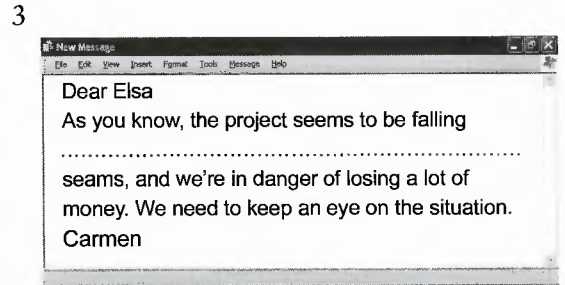 3
New Message
File Edit View Insert Format Tools Message Help
Dear Elsa
As you know, the project seems to be falling
................................................................
seams, and we're in danger of losing a lot of
money. We need to keep an eye on the situation.
Carmen